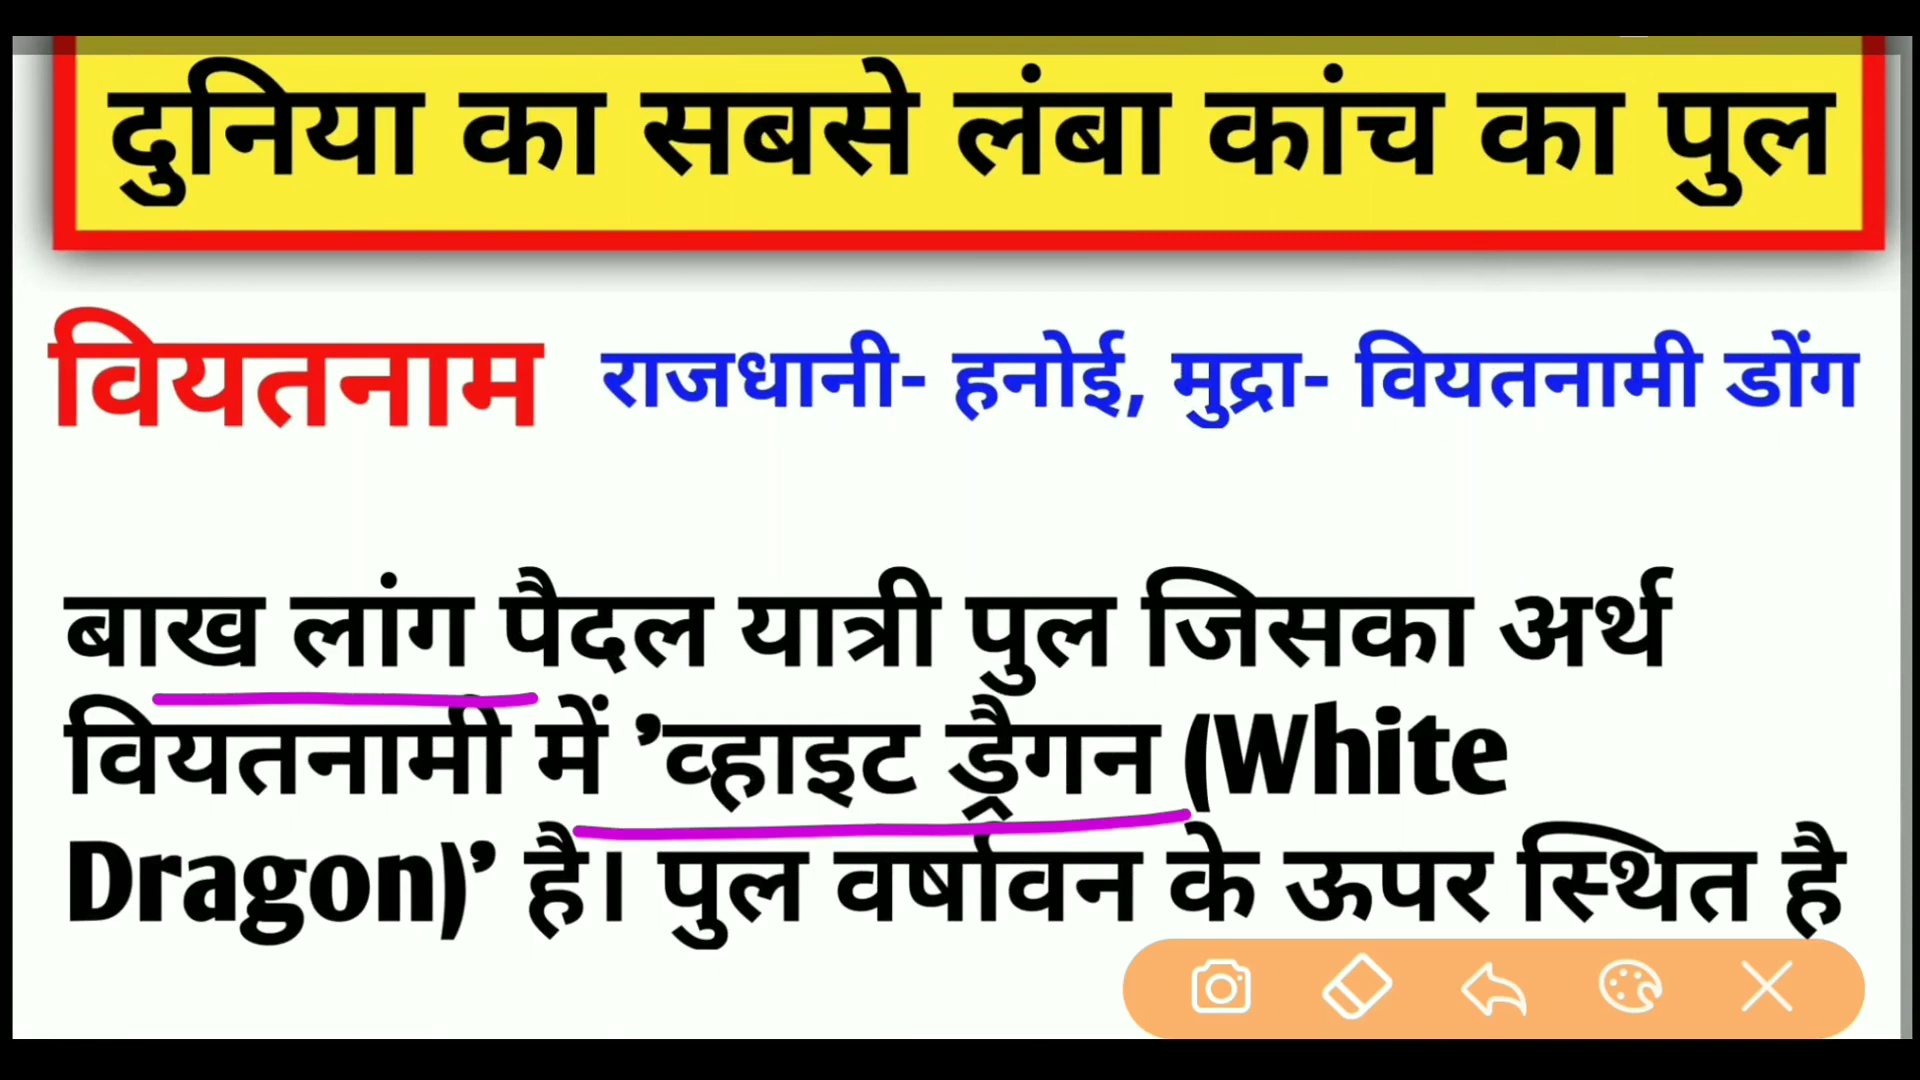 दुनिया का सबसे लंबा कांच का पुल
वियतनाम राजधानी- हनोई, मुद्रा- वियतनामी डोंग
बाख लांग पैदल यात्री पुल जिसका अर्थ
वियतनामी में ’व्हाइट ड्रैगन (White
Dragon)’ है। पुल वर्षावन के ऊपर स्थित है